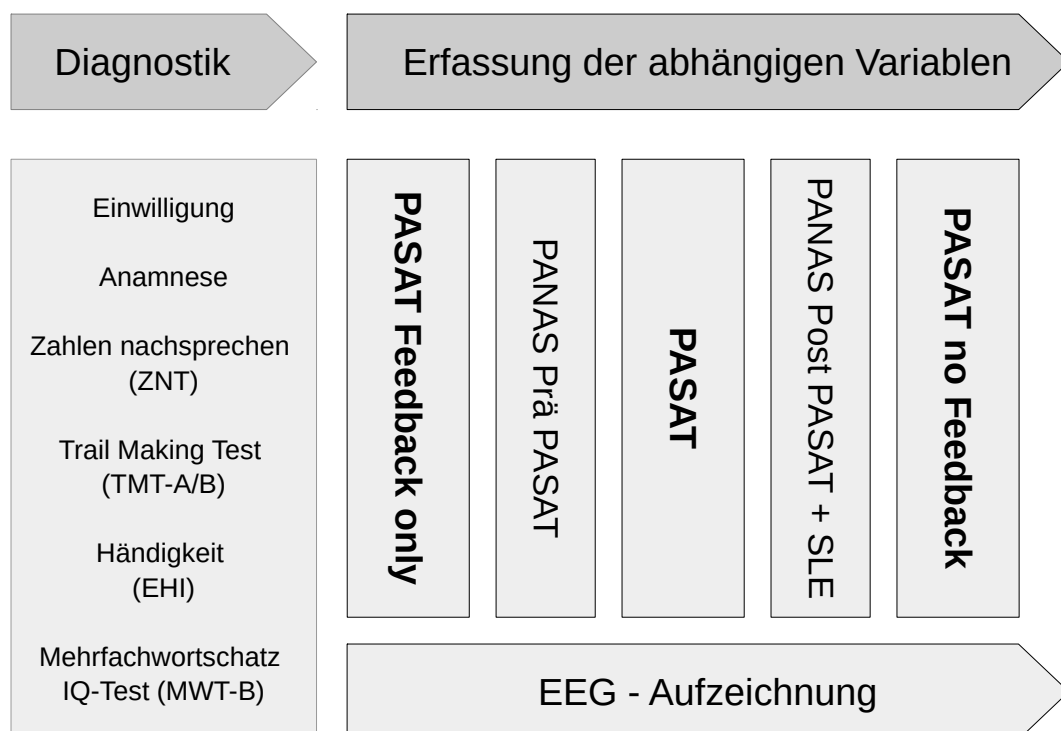 Diagnostik
Erfassung der abhängigen Variablen
Einwilligung
Anamnese
Zahlen nachsprechen
(ZNT)
Trail Making Test
(TMT-A/B)
Händigkeit
(EHI)
Mehrfachwortschatz
IQ-Test (MWT-B)
PASAT Feedback only
PANAS Prä PASAT
PASAT
PANAS Post PASAT + SLE
PASAT no Feedback
EEG - Aufzeichnung